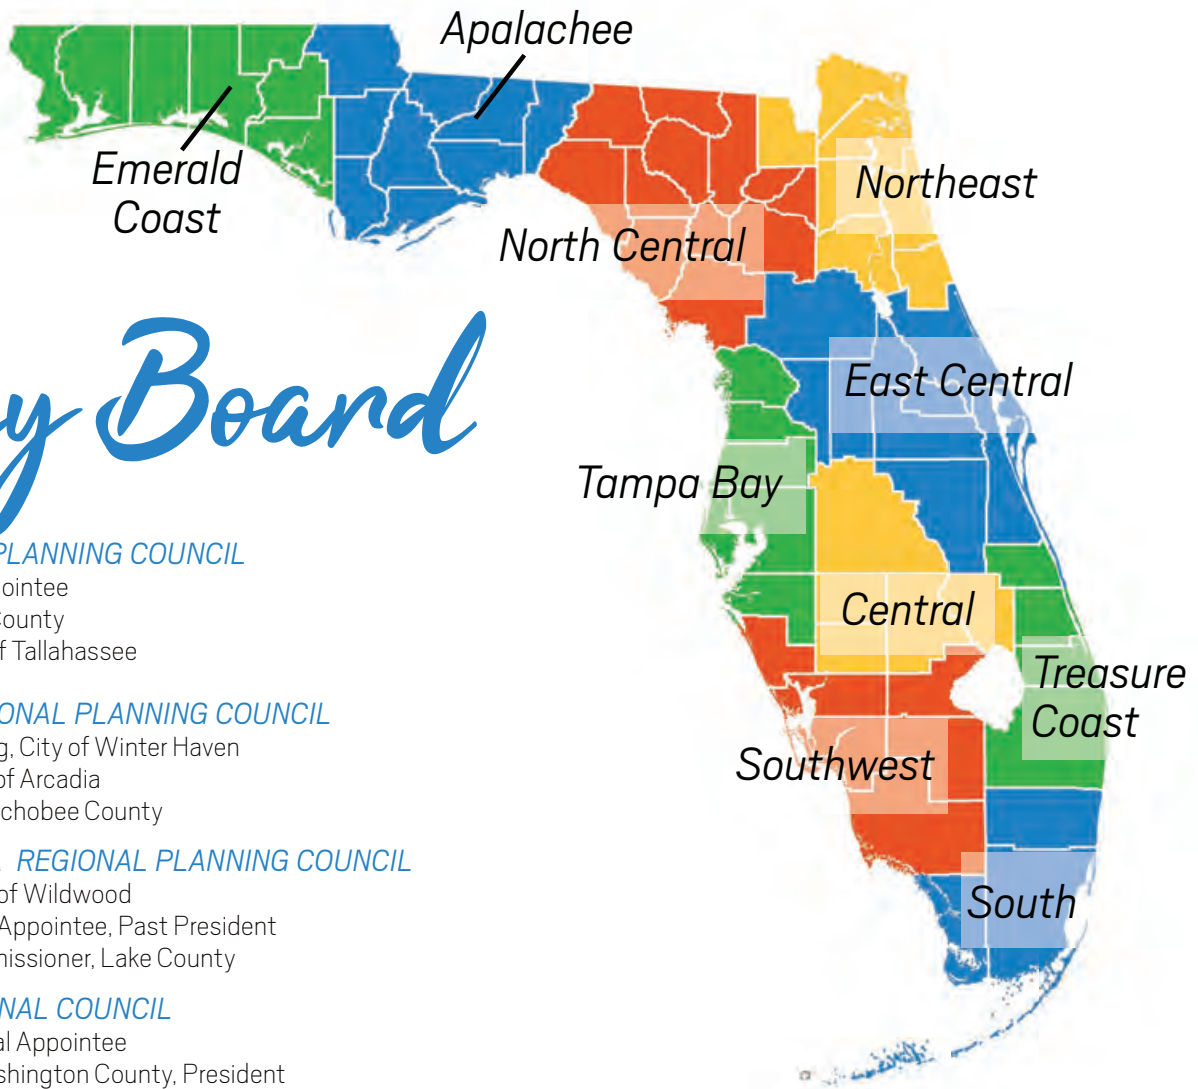 Apalachee
Emerald
Coast
Northeast
North Central
East Central
Tampa Bay
Central
Treasure
Coast
Southwest
South
y Board
PLANNING COUNCIL
ointee
County
f Tallahassee
ONAL PLANNING COUNCIL
g, City of Winter Haven
of Arcadia
chobee County
REGIONAL PLANNING COUNCIL
of Wildwood
Appointee, Past President
nissioner, Lake County
NAL COUNCIL
al Appointee
shington County, President